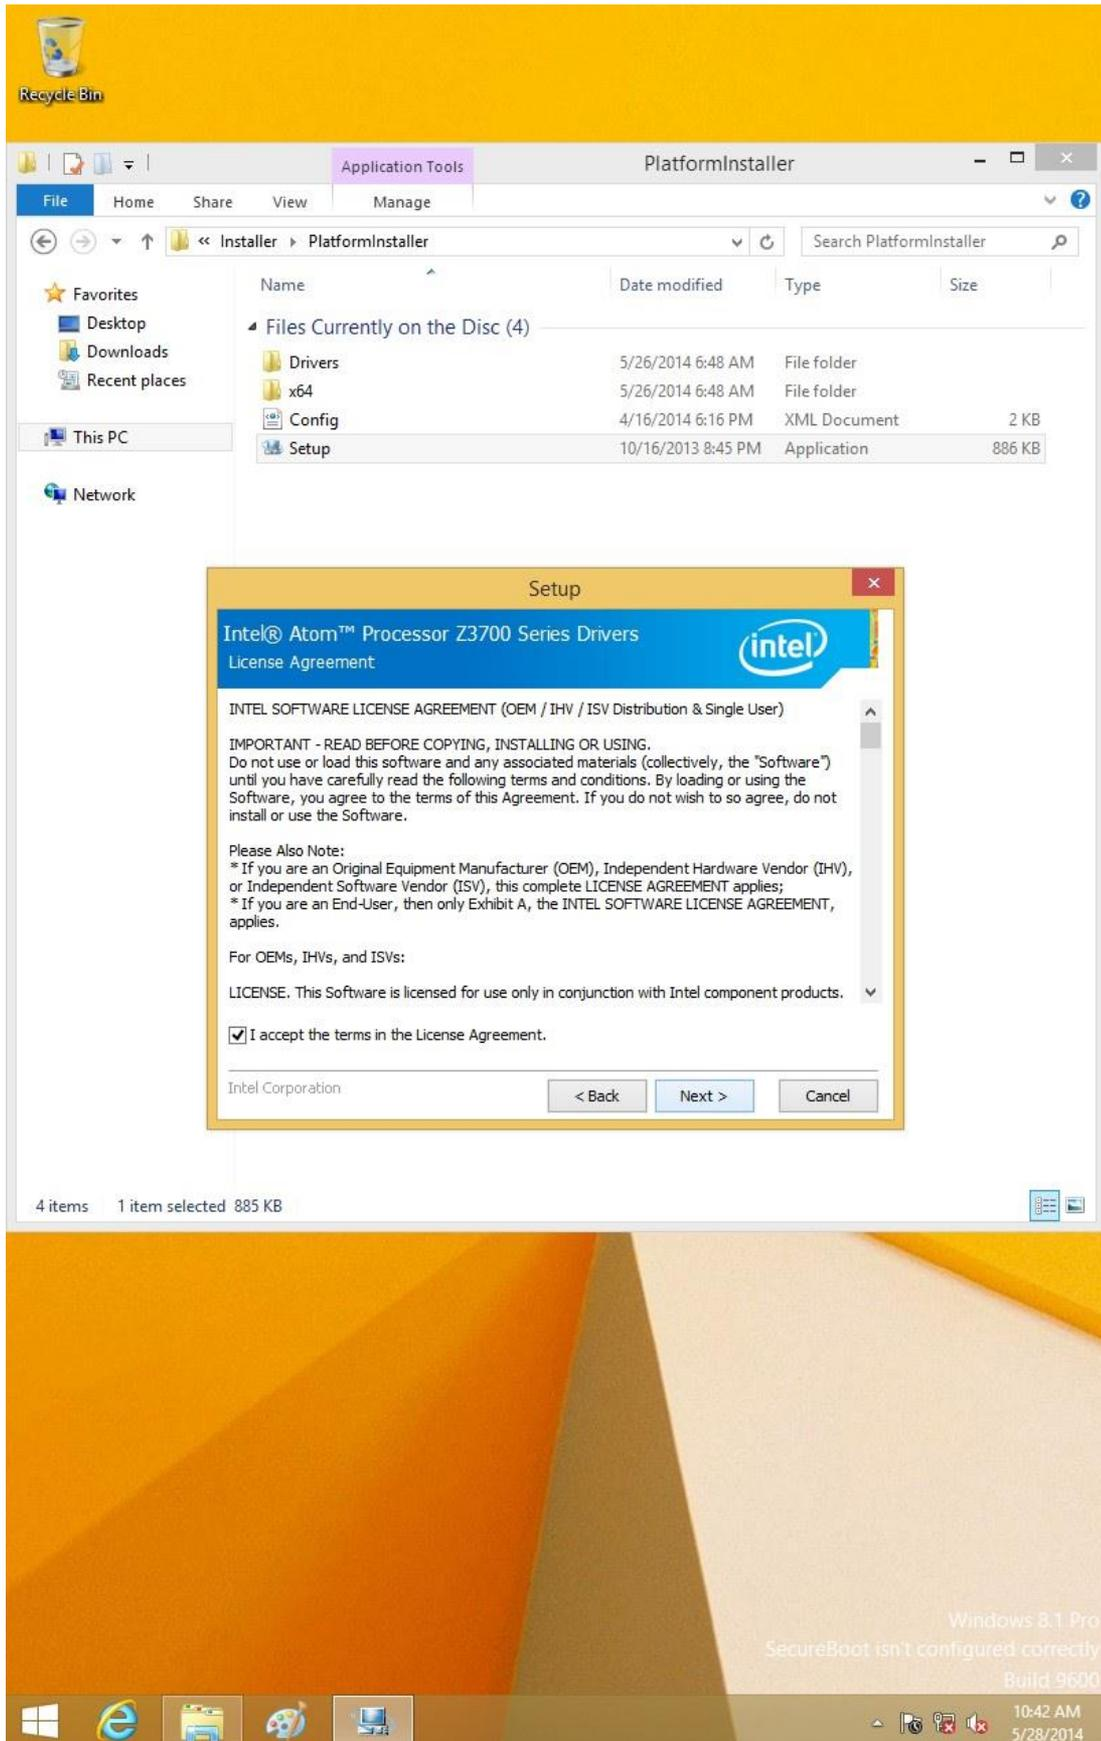 Recycle Bin
Application Tools
PlatformInstaller
File Home Share View Manage
« Installer PlatformInstaller
Search PlatformInstaller
Favorites
Desktop
Downloads
Recent places
This PC
Network
Name Date modified Type Size
Files Currently on the Disc (4)
Drivers 5/26/2014 6:48 AM File folder
x64 5/26/2014 6:48 AM File folder
Config 4/16/2014 6:16 PM XML Document 2 KB
Setup 10/16/2013 8:45 PM Application 886 KB
Setup
Intel® Atom™ Processor Z3700 Series Drivers
License Agreement
intel
INTEL SOFTWARE LICENSE AGREEMENT (OEM / IHV / ISV Distribution & Single User)
IMPORTANT - READ BEFORE COPYING, INSTALLING OR USING.
Do not use or load this software and any associated materials (collectively, the "Software")
until you have carefully read the following terms and conditions. By loading or using the
Software, you agree to the terms of this Agreement. If you do not wish to so agree, do not
install or use the Software.
Please Also Note:
* If you are an Original Equipment Manufacturer (OEM), Independent Hardware Vendor (IHV),
or Independent Software Vendor (ISV), this complete LICENSE AGREEMENT applies;
* If you are an End-User, then only Exhibit A, the INTEL SOFTWARE LICENSE AGREEMENT,
applies.
For OEMs, IHVs, and ISVs:
LICENSE. This Software is licensed for use only in conjunction with Intel component products.
I accept the terms in the License Agreement.
Intel Corporation
< Back Next > Cancel
4 items 1 item selected 885 KB
Windows 8.1 Pro
SecureBoot isn't configured correctly
Build 9600
10:42 AM
5/28/2014